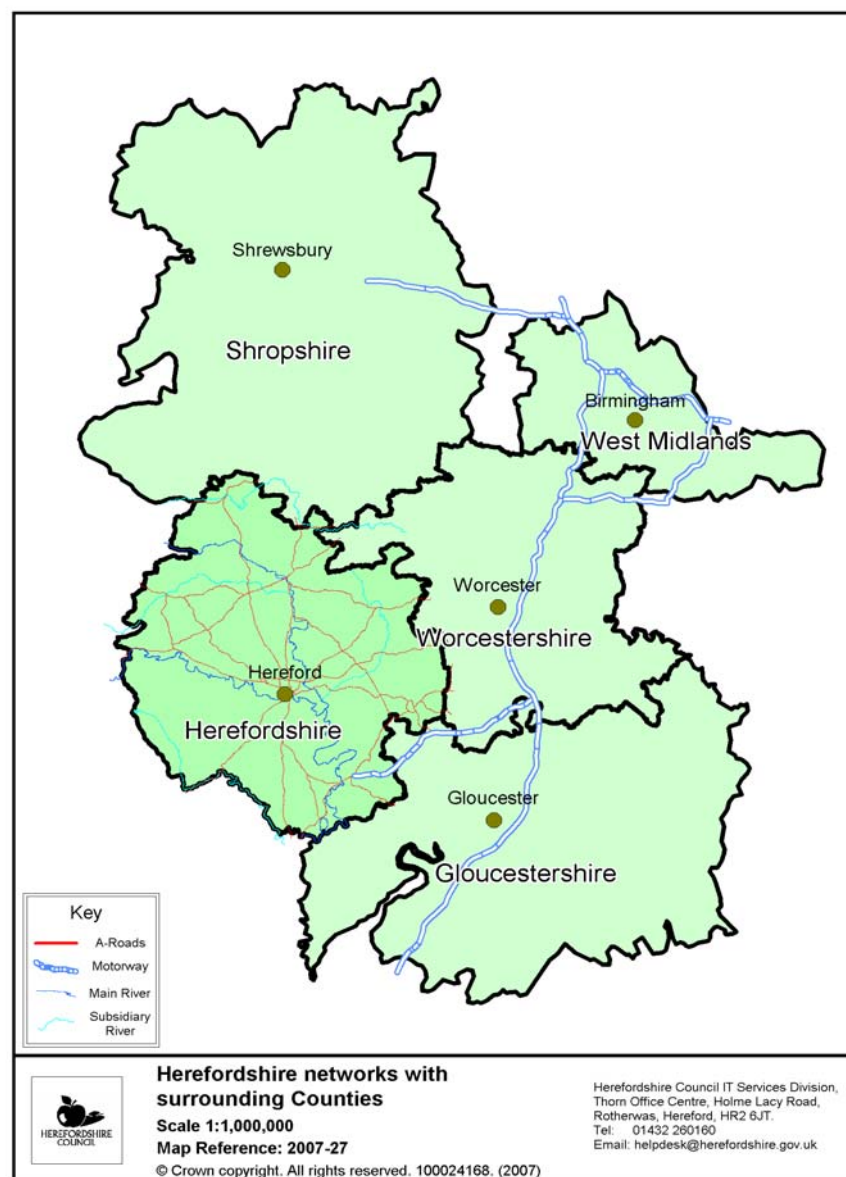 Shrewsbury
Shropshire
Birmingham
West Midlands
Worcester
Worcestershire
Hereford
Herefordshire
Gloucester
Gloucestershire
Key
A-Roads
Motorway
Main River
Subsidiary
River
HEREFORDSHIRE
COUNCIL
Herefordshire networks with
surrounding Counties
Scale 1:1,000,000
Map Reference: 2007-27
© Crown copyright. All rights reserved. 100024168. (2007)
Herefordshire Council IT Services Division,
Thorn Office Centre, Holme Lacy Road,
Rotherwas, Hereford, HR2 6JT.
Tel: 01432 260160
Email: helpdesk@herefordshire.gov.uk